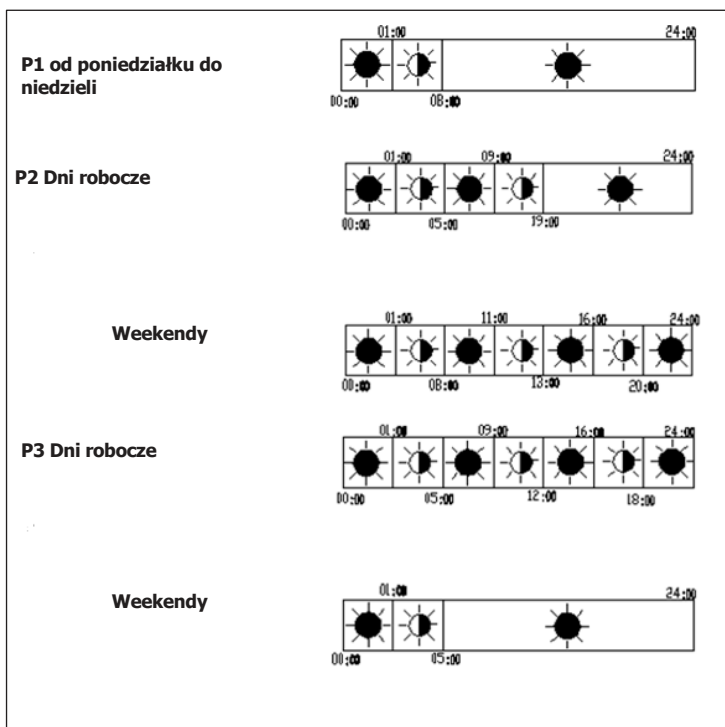 01:00 24:00
P1 od poniedziałku do
niedzieli
00:00 08:00
01:00 09:00 24:00
P2 Dni robocze
00:00 05:00 19:00
01:00 11:00 16:00 24:00
Weekendy
00:00 08:00 13:00 20:00
01:00 09:00 16:00 24:00
P3 Dni robocze
00:00 05:00 12:00 18:00
01:00 24:00
Weekendy
00:00 05:00